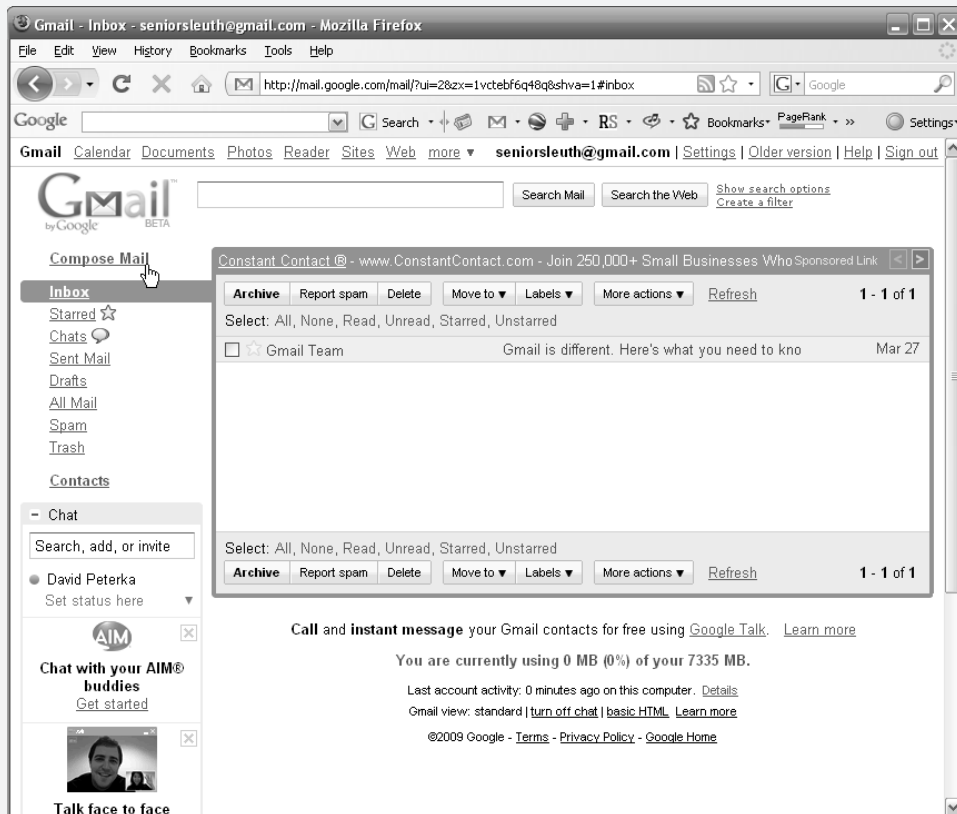 Gmail - Inbox - seniorsleuth@gmail.com - Mozilla Firefox
File Edit View History Bookmarks Tools Help
http://mail.google.com/mail/?ui=2&zx=1vctebf6q48q&shva=1#inbox G Google
Google G Search RS Bookmarks PageRank » Settings
Gmail Calendar Documents Photos Reader Sites Web more ▼ seniorsleuth@gmail.com | Settings | Older version | Help | Sign out
Gmail™ by Google BETA
Search Mail Search the Web Show search options
Create a filter
Compose Mail
Constant Contact ® - www.ConstantContact.com - Join 250,000+ Small Businesses Who Sponsored Link < >
Inbox
Starred
Chats
Sent Mail
Drafts
All Mail
Spam
Trash
Contacts
Archive Report spam Delete Move to ▼ Labels ▼ More actions ▼ Refresh 1 - 1 of 1
Select: All, None, Read, Unread, Starred, Unstarred
Gmail Team Gmail is different. Here's what you need to kno Mar 27
Select: All, None, Read, Unread, Starred, Unstarred
Archive Report spam Delete Move to ▼ Labels ▼ More actions ▼ Refresh 1 - 1 of 1
− Chat
Search, add, or invite
David Peterka
Set status here ▼
AIM
Chat with your AIM®
buddies
Get started
Talk face to face
Call and instant message your Gmail contacts for free using Google Talk. Learn more
You are currently using 0 MB (0%) of your 7335 MB.
Last account activity: 0 minutes ago on this computer. Details
Gmail view: standard | turn off chat | basic HTML Learn more
©2009 Google - Terms - Privacy Policy - Google Home